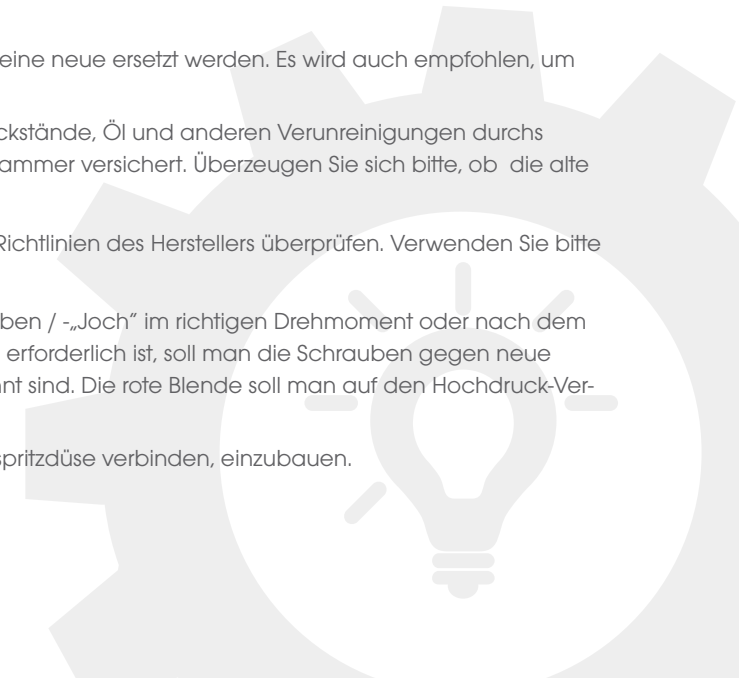 eine neue ersetzt werden. Es wird auch empfohlen, um
ckstände, Öl und anderen Verunreinigungen durchs
ammer versichert. Überzeugen Sie sich bitte, ob  die alte
Richtlinien des Herstellers überprüfen. Verwenden Sie bitte
ben / -„Joch” im richtigen Drehmoment oder nach dem
erforderlich ist, soll man die Schrauben gegen neue
nt sind. Die rote Blende soll man auf den Hochdruck-Ver-
spritzdüse verbinden, einzubauen.